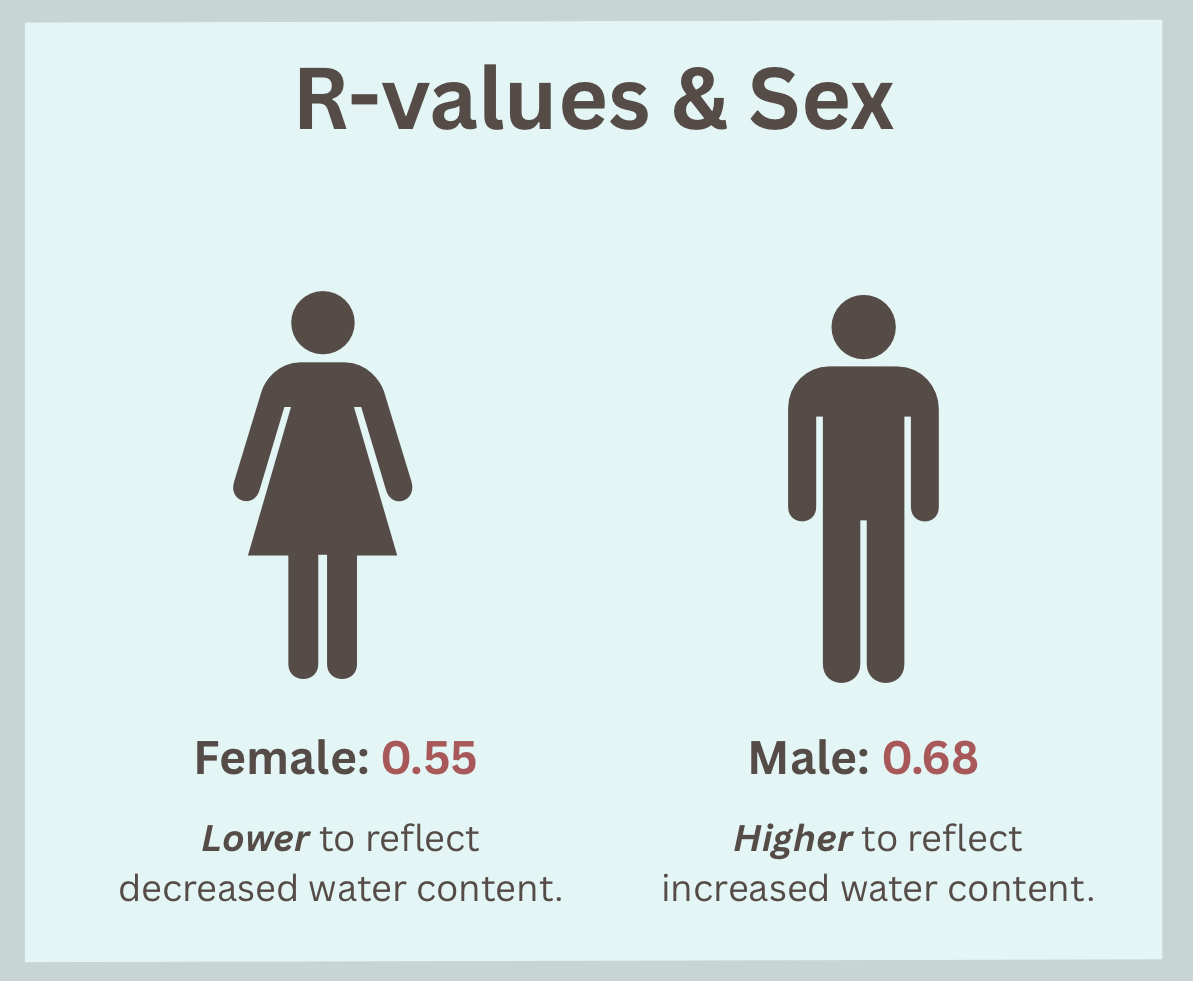 R-values & Sex
Female: 0.55
Lower to reflect
decreased water content.
Male: 0.68
Higher to reflect
increased water content.